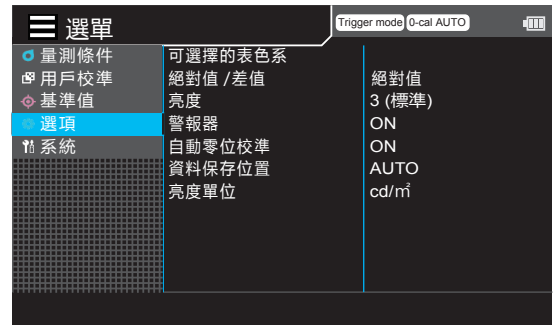 選單
Trigger mode 0-cal AUTO
量測條件
用戶校準
基準值
選項
系統
可選擇的表色系
絕對值 /差值 絕對值
亮度 3 (標準)
警報器 ON
自動零位校準 ON
資料保存位置 AUTO
亮度單位 cd/㎡